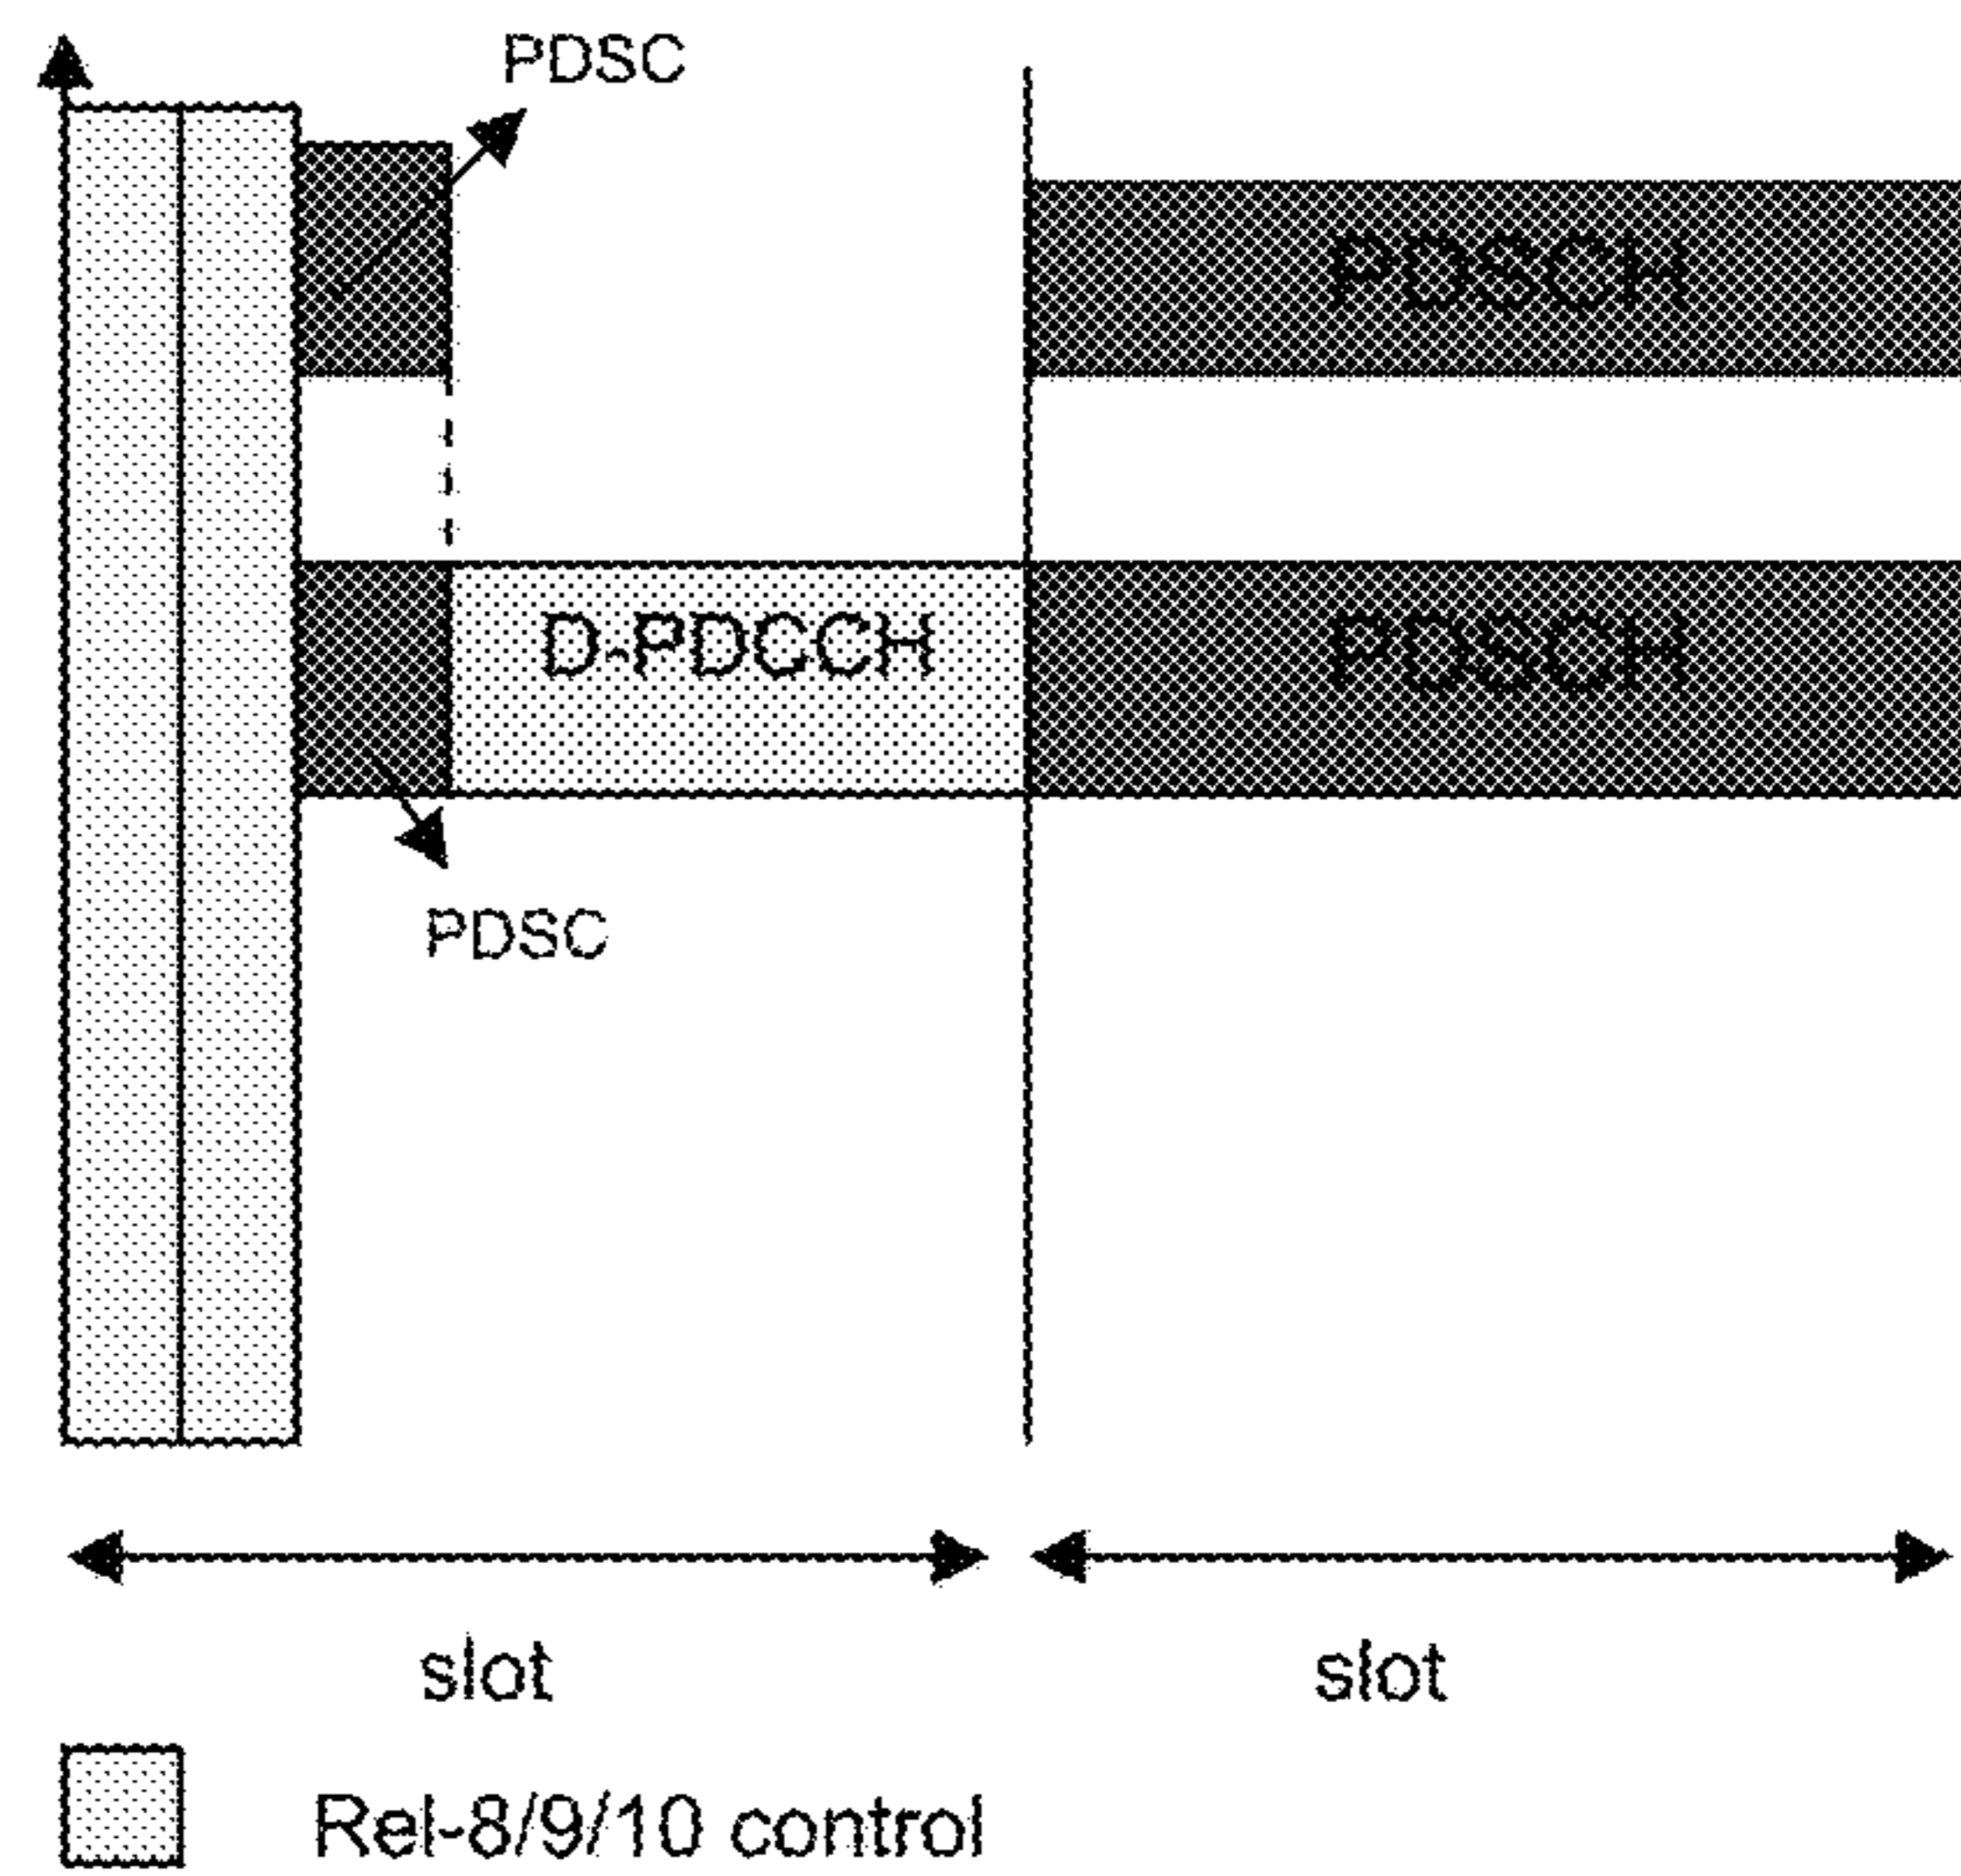 PDSC
PDSCH
D-PDCCH
PDSCH
PDSC
slot
slot
Rel-8/9/10 control